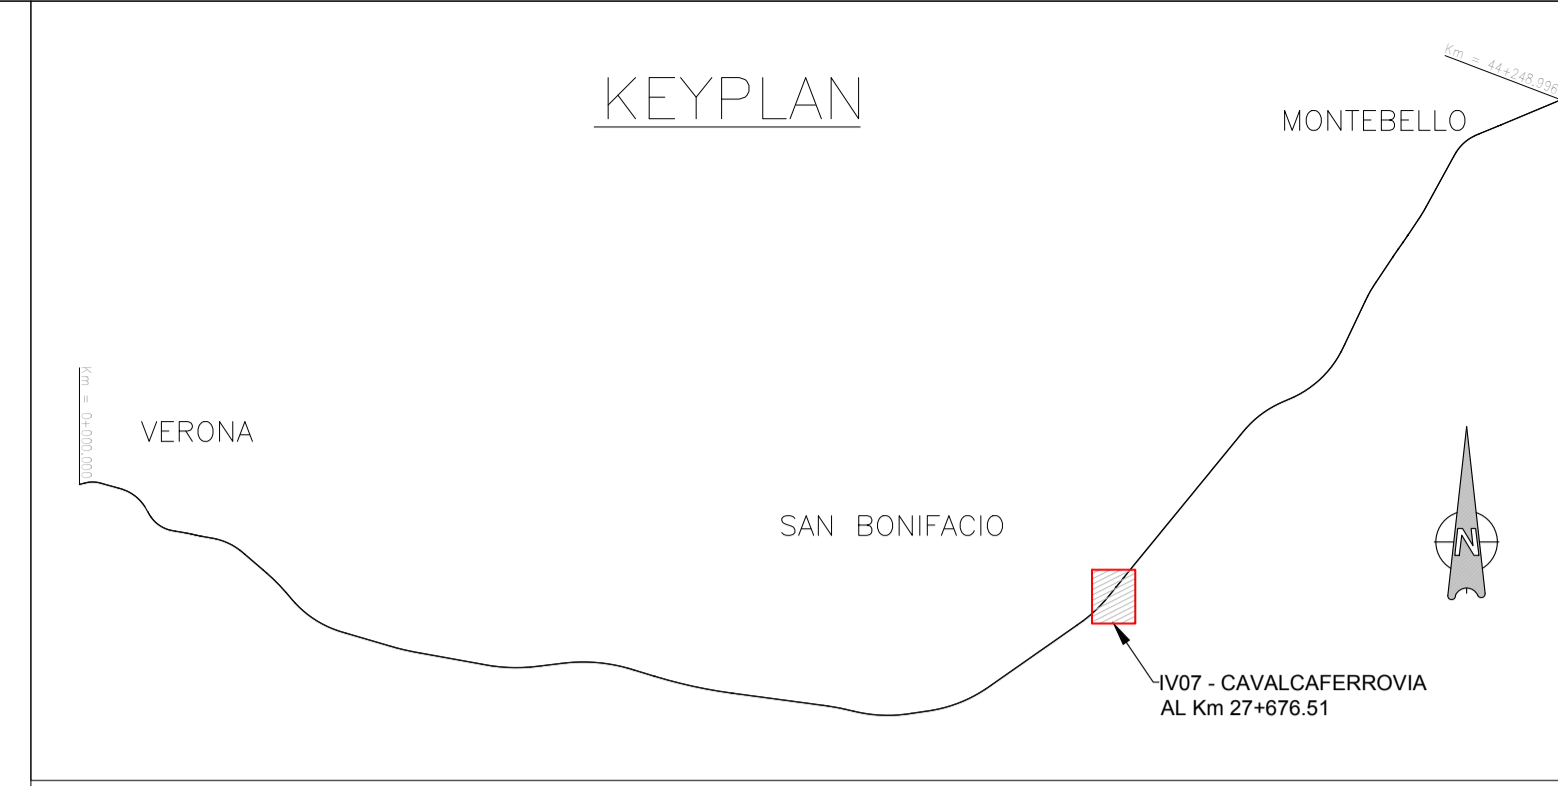 KEYPLAN
Km = 44+248.996
MONTEBELLO
Km = 0+000.000
VERONA
SAN BONIFACIO
N
IV07 - CAVALCAFERROVIA
AL Km 27+676.51